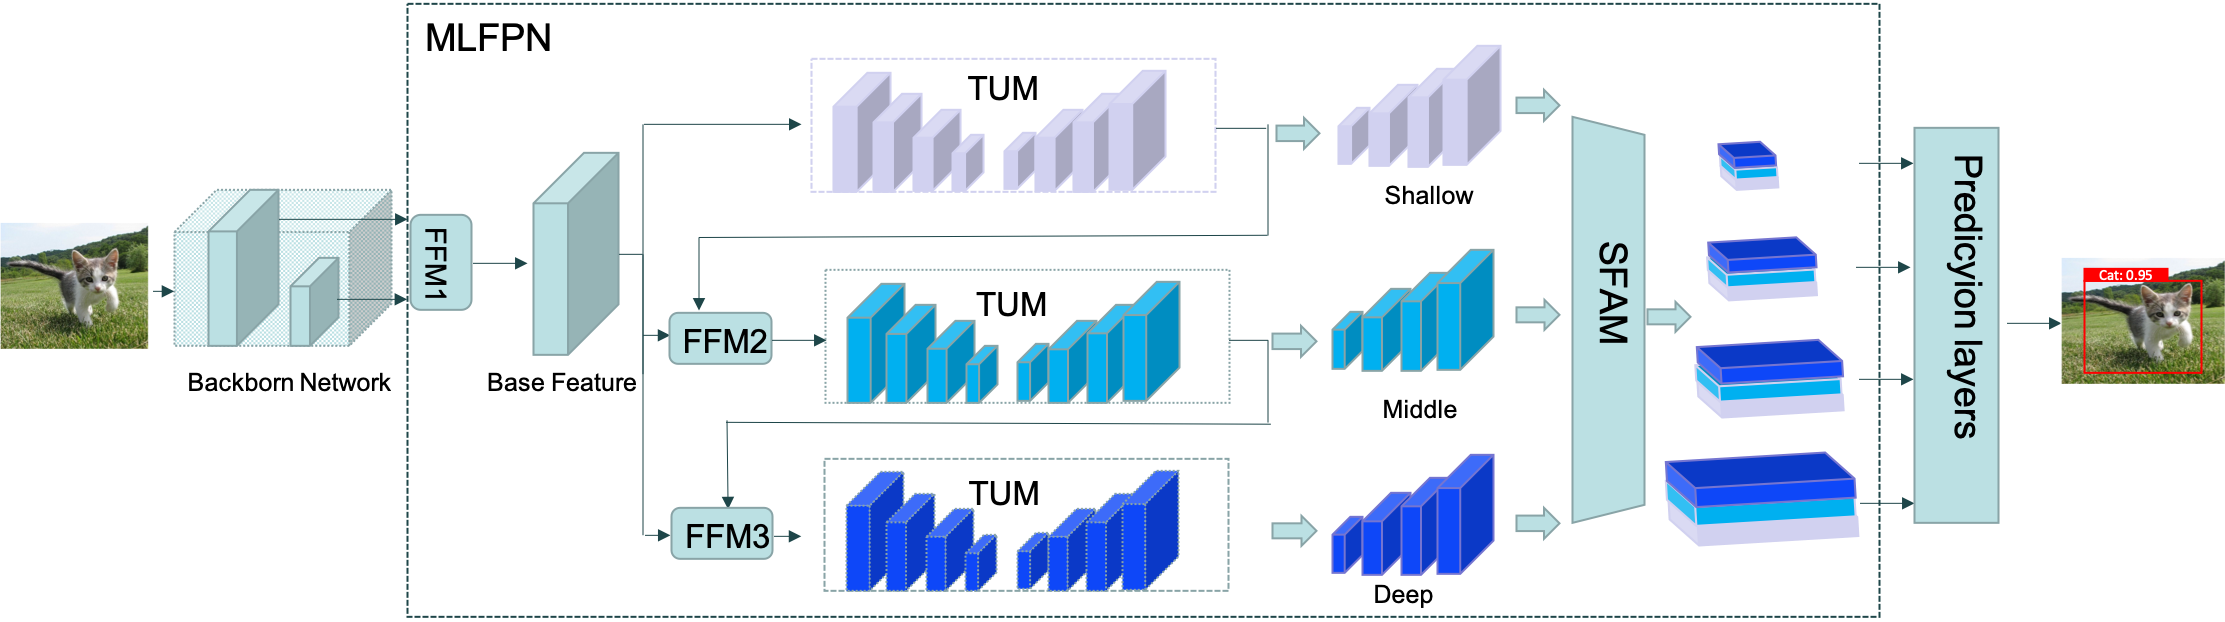 MLFPN
TUM
Shallow
FFM1
Backborn Network
Base Feature
FFM2
TUM
Middle
FFM3
TUM
Deep
SFAM
Predicyion layers
Cat: 0.95